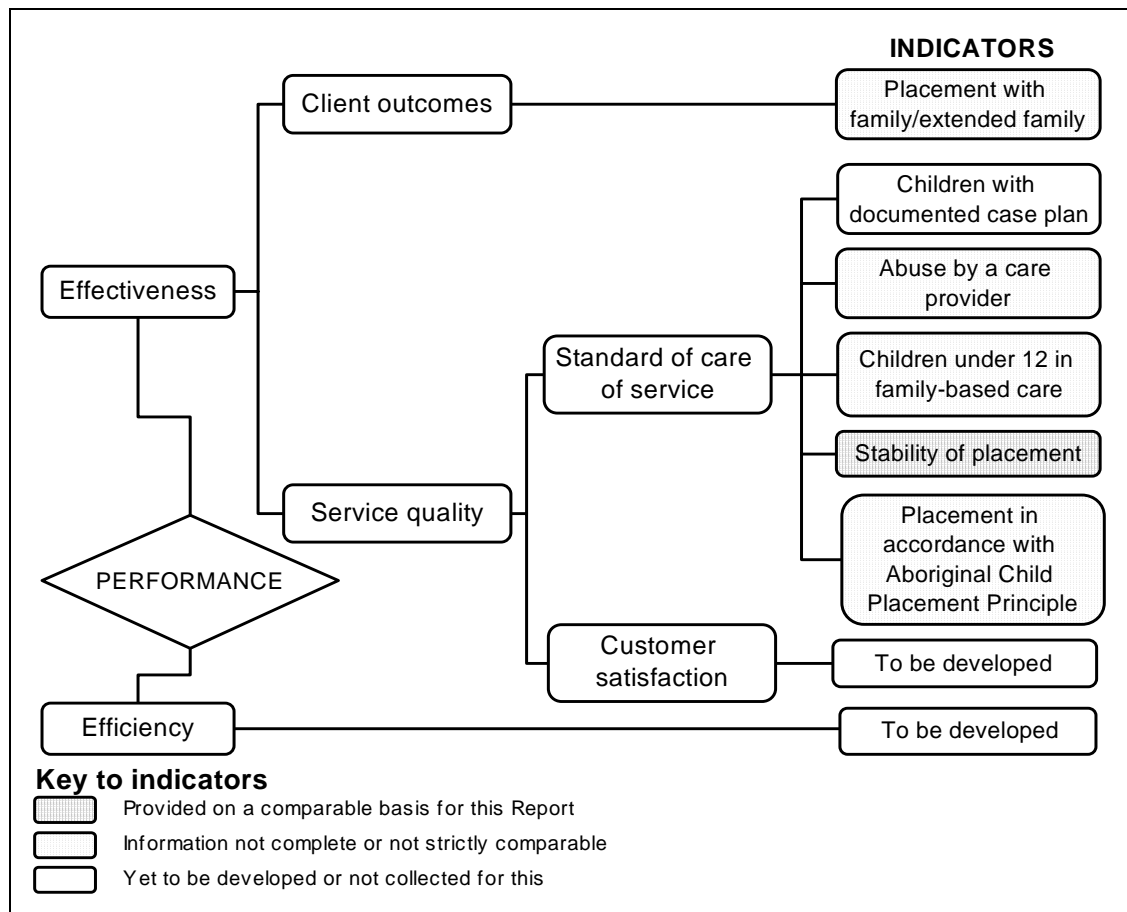 INDICATORS
Client outcomes
Placement with
family/extended family
Children with
documented case plan
Effectiveness
Abuse by a care
provider
Standard of care
of service
Children under 12 in
family-based care
Stability of placement
Service quality
Placement in
accordance with
Aboriginal Child
Placement Principle
PERFORMANCE
Customer
satisfaction
To be developed
Efficiency
To be developed
Key to indicators
Provided on a comparable basis for this Report
Information not complete or not strictly comparable
Yet to be developed or not collected for this